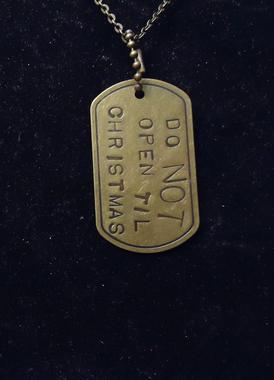 DO NOT
OPEN TIL
CHRISTMAS